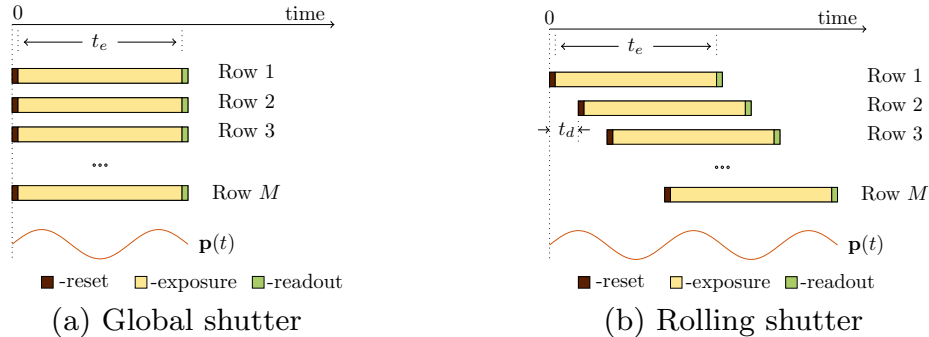 0
time
t_e
Row 1
Row 2
Row 3
Row M
p(t)
-reset -exposure -readout
(a) Global shutter
0
time
t_e
Row 1
Row 2
t_d
Row 3
Row M
p(t)
-reset -exposure -readout
(b) Rolling shutter